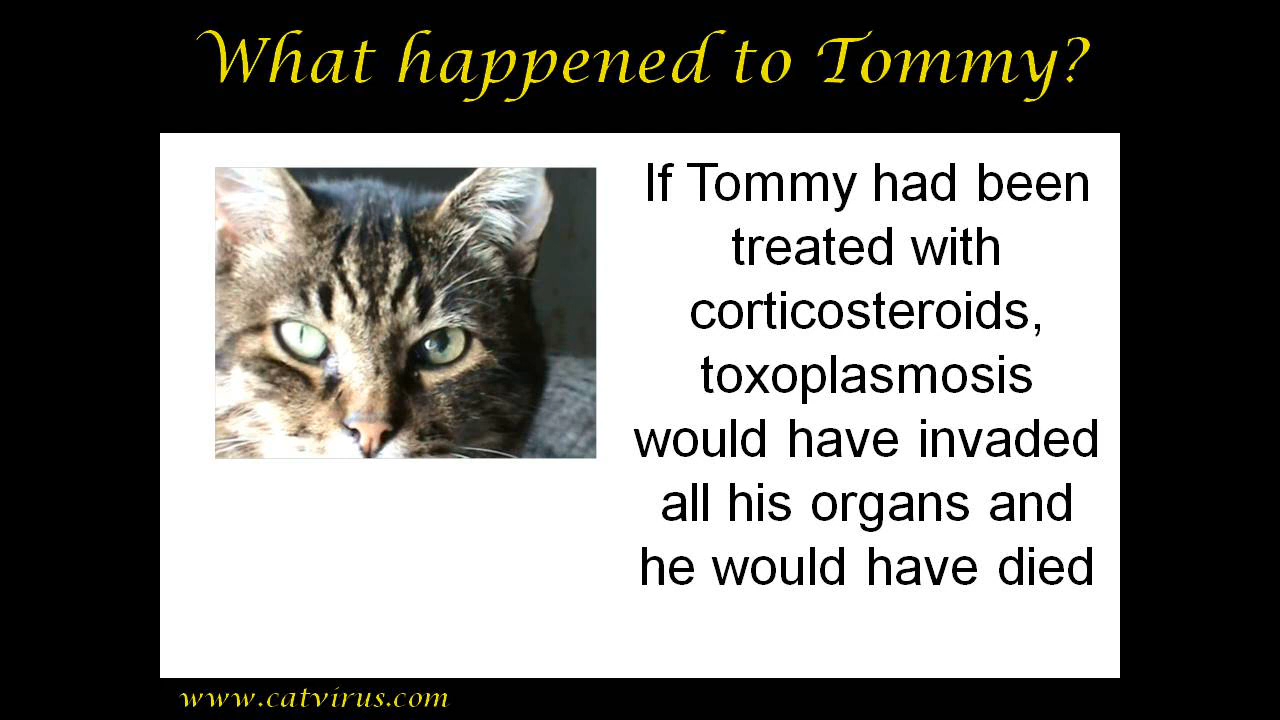 What happened to Tommy?
If Tommy had been
treated with
corticosteroids,
toxoplasmosis
would have invaded
all his organs and
he would have died
www.catvirus.com